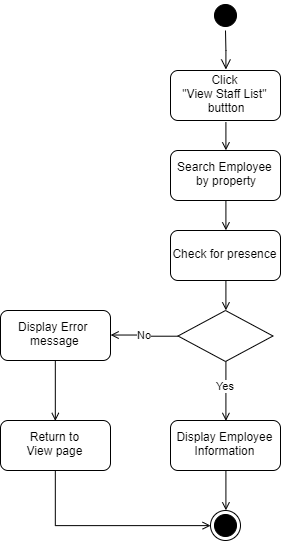 Click
"View Staff List"
buttton
Search Employee
by property
Check for presence
No
Display Error
message
Yes
Return to
View page
Display Employee
Information